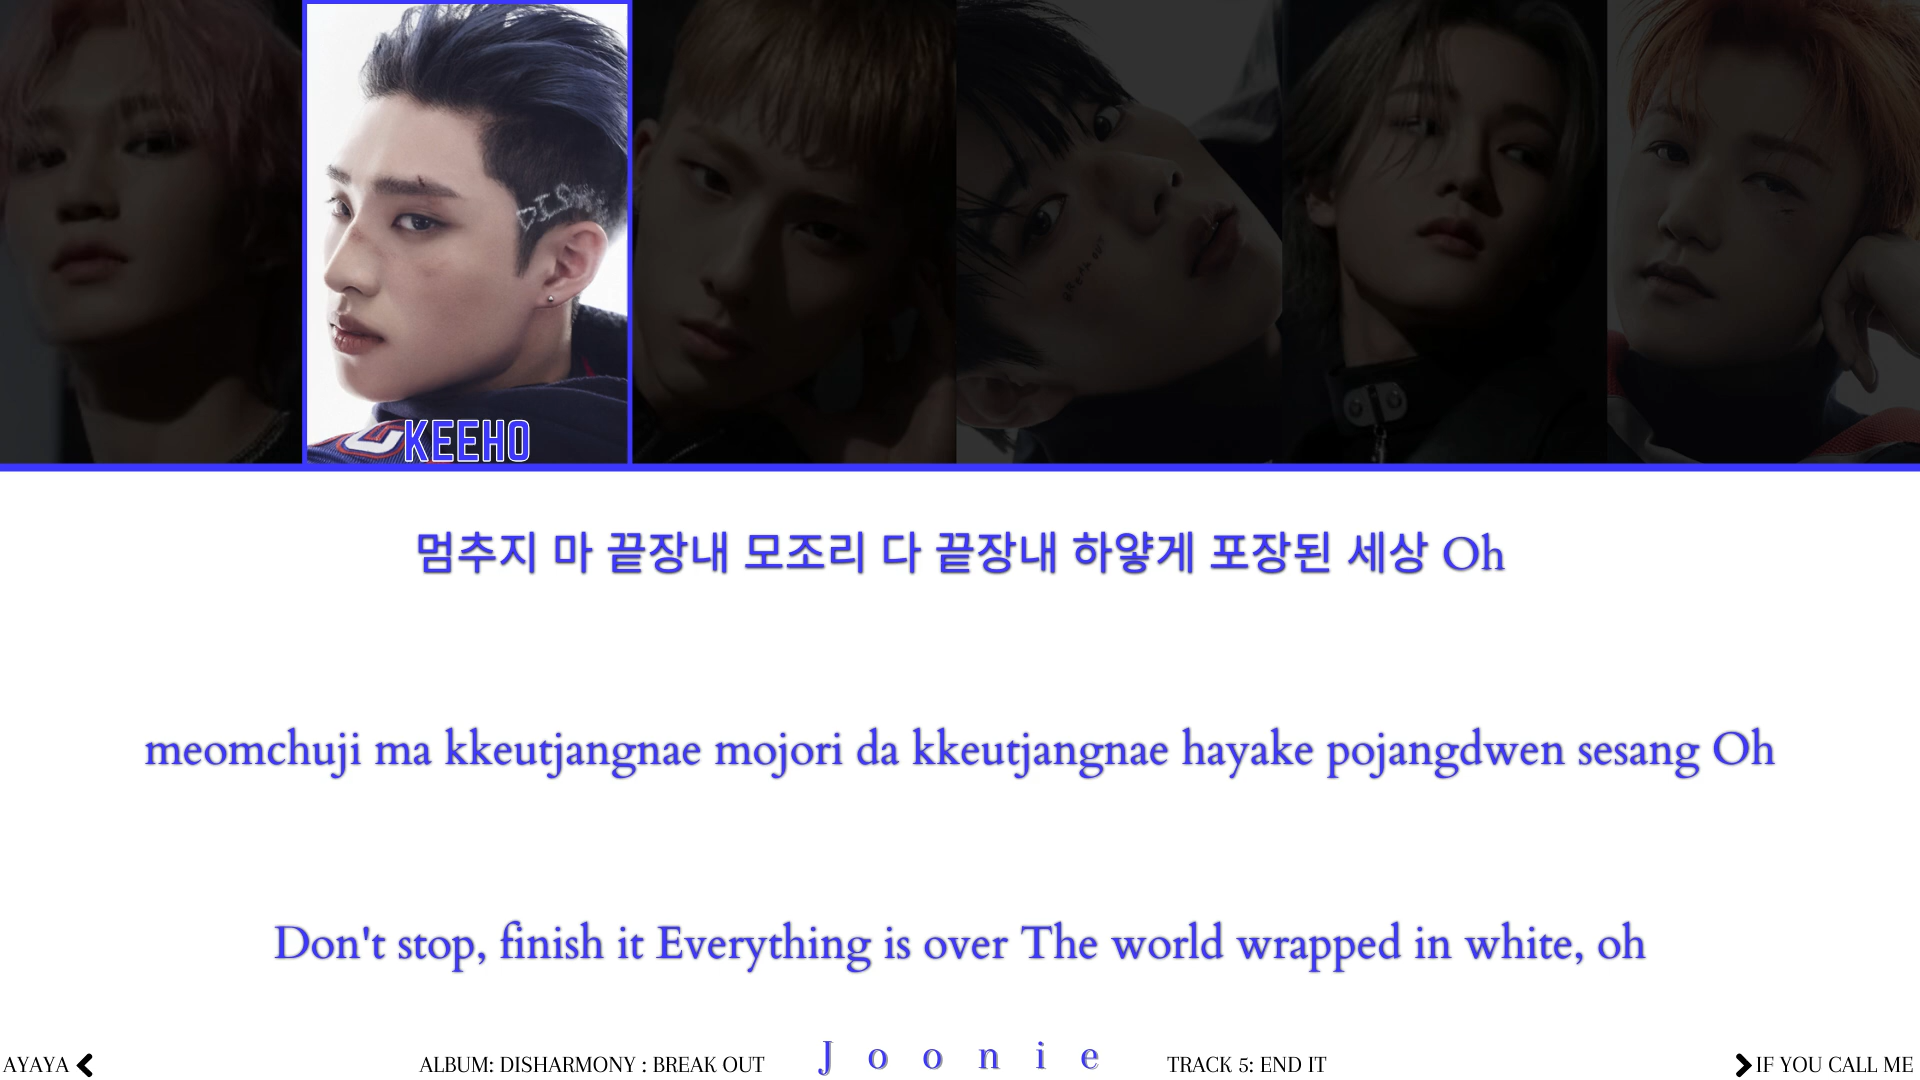 KEEHO
멈추지 마 끝장내 모조리 다 끝장내 하얗게 포장된 세상 Oh
meomchuji ma kkeutjangnae mojori da kkeutjangnae hayake pojangdwen sesang Oh
Don't stop, finish it Everything is over The world wrapped in white, oh
AYAYA
ALBUM: DISHARMONY : BREAK OUT
Joonie
TRACK 5: END IT
IF YOU CALL ME